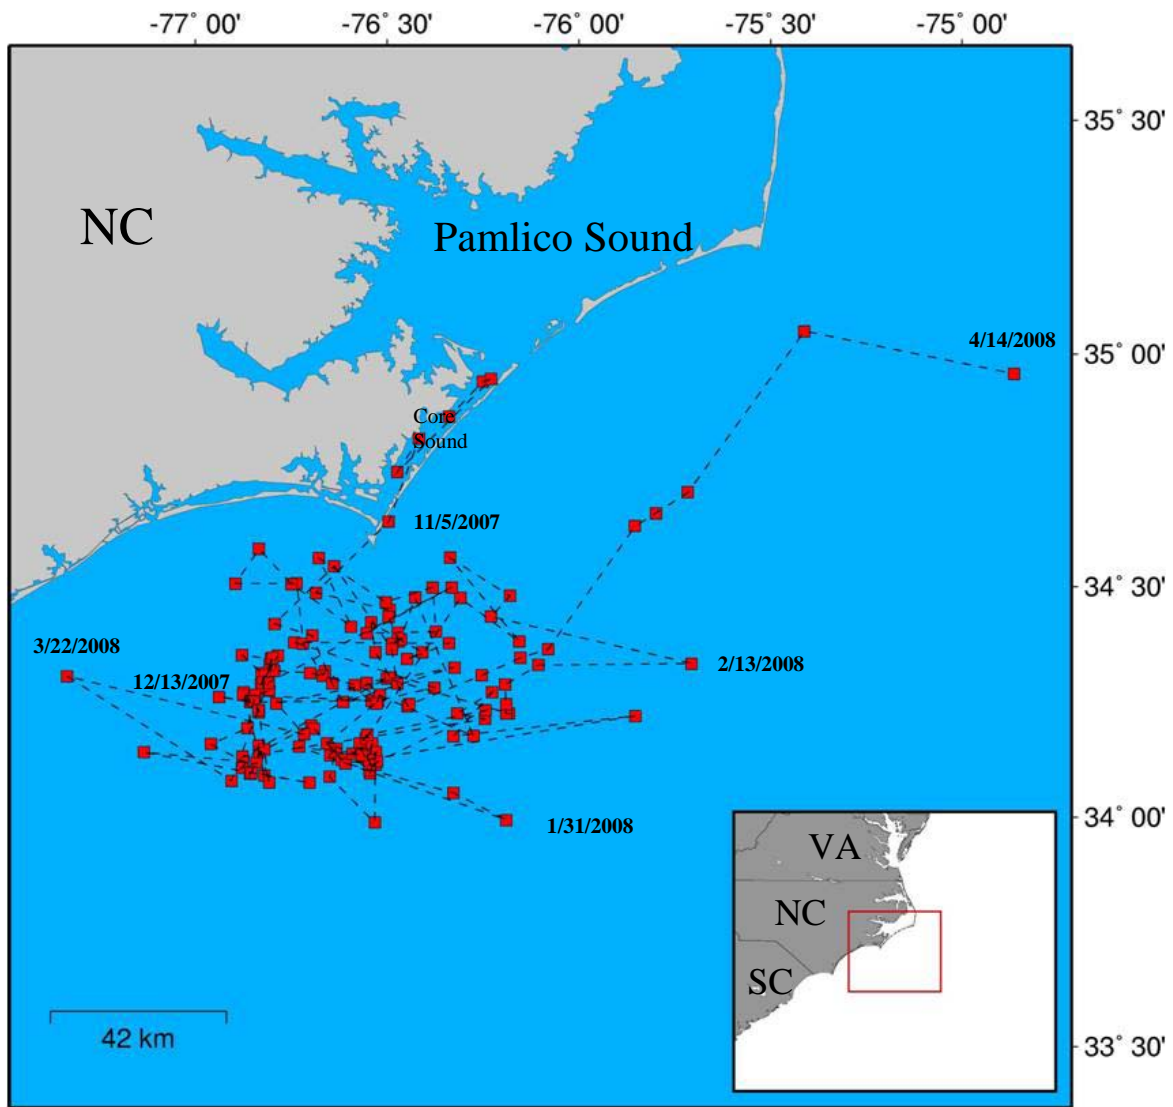 -77° 00' -76° 30' -76° 00' -75° 30' -75° 00'
35° 30'
NC
Pamlico Sound
4/14/2008
35° 00'
Core
Sound
11/5/2007
34° 30'
3/22/2008
2/13/2008
12/13/2007
34° 00'
1/31/2008
VA
NC
SC
42 km
33° 30'